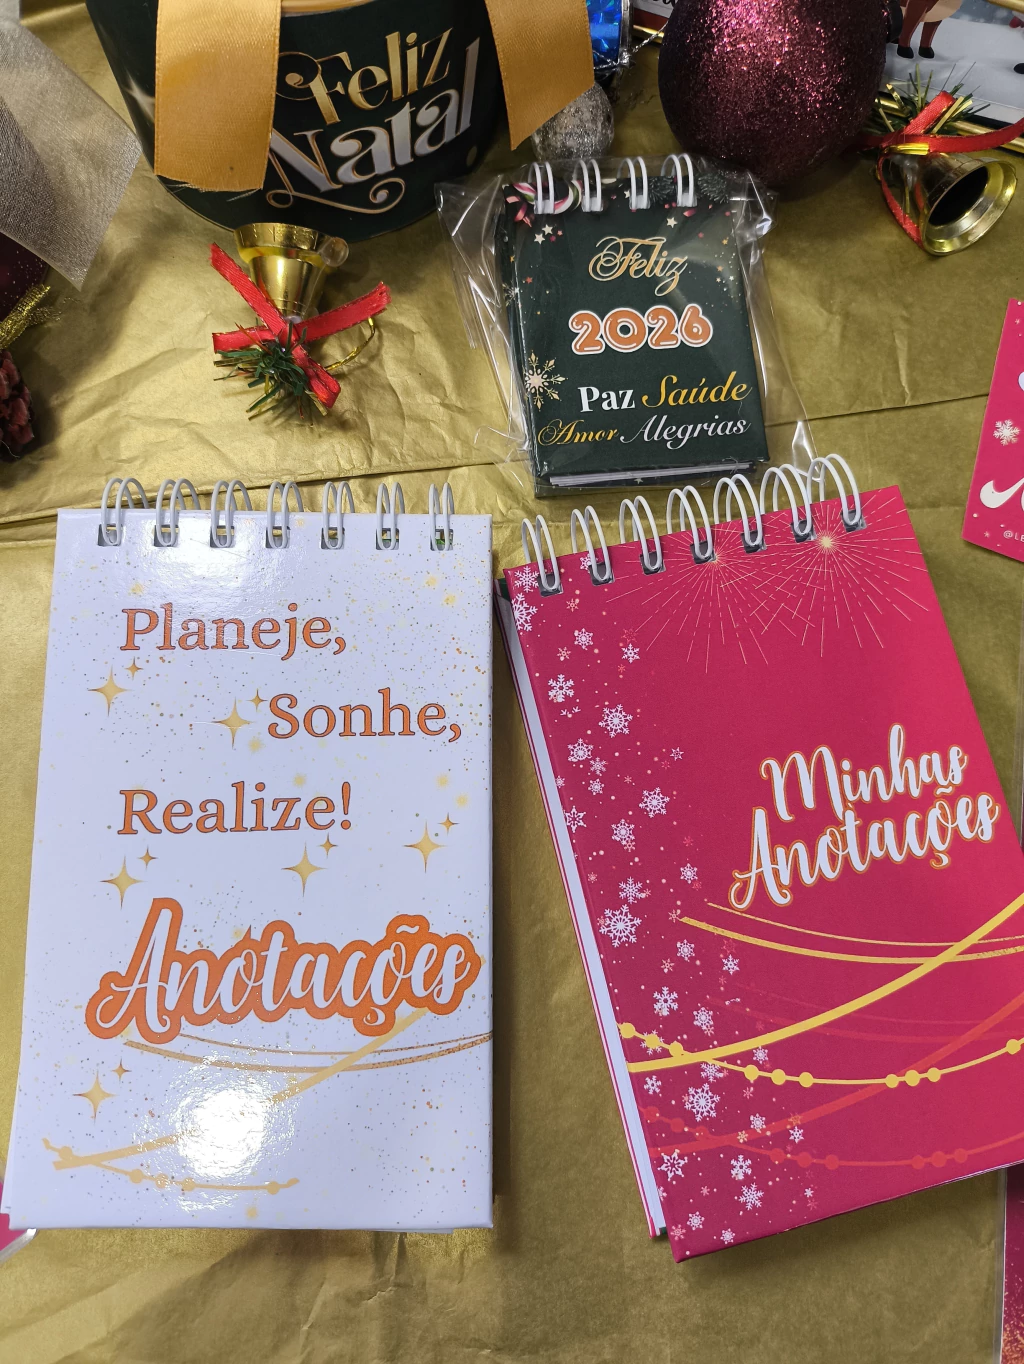 Feliz
Natal
Feliz
2026
Paz Saúde
Amor Alegrias
Planeje,
Sonhe,
Realize!
Anotações
Minhas
Anotações